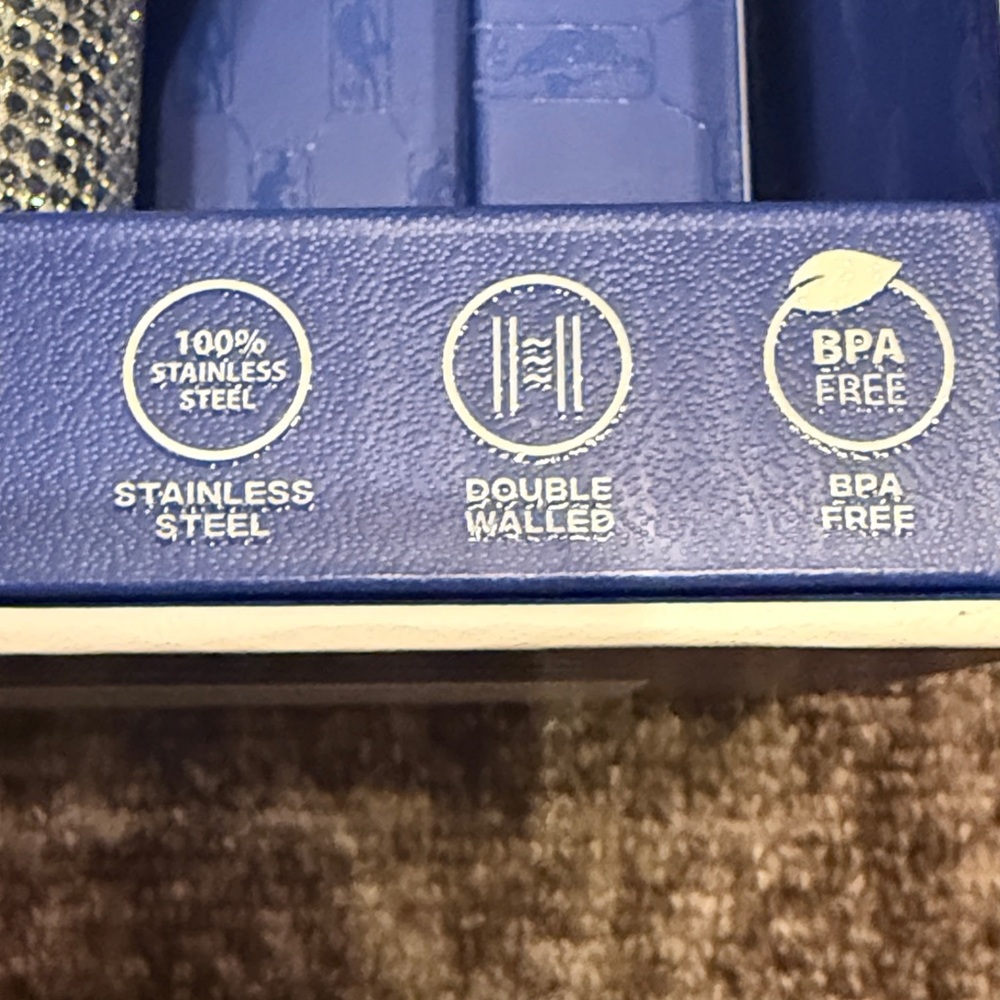 100%
STAINLESS
STEEL
STAINLESS
STEEL
DOUBLE
WALLED
BPA
FREE
BPA
FREE